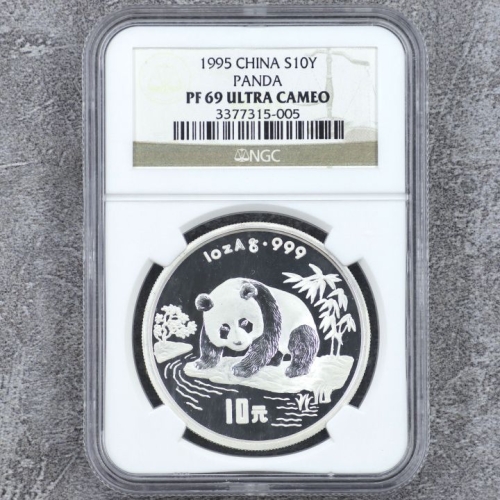 1995 CHINA S10Y
PANDA
PF 69 ULTRA CAMEO
3377315-005
NGC
1oz Ag·999
10元